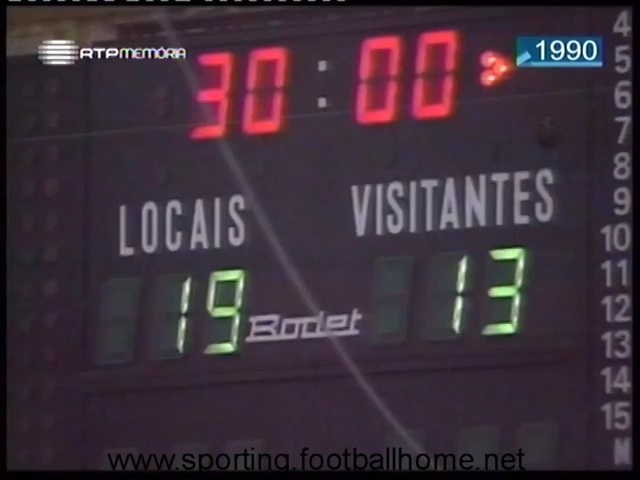 RTP MEMÓRIA
1990
30:00
LOCAIS VISITANTES
19 Bodet 13
4
5
6
7
8
9
10
11
12
13
14
15
M
www.sporting.footballhome.net